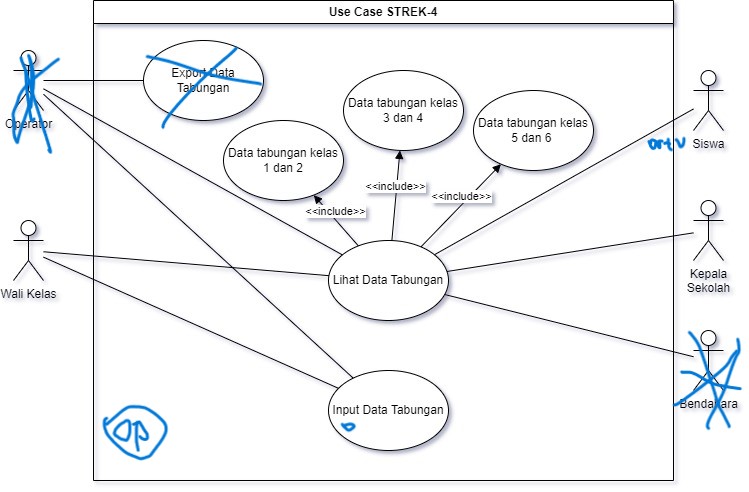 Use Case STREK-4
Export Data
Tabungan
Operator
Data tabungan kelas
3 dan 4
Data tabungan kelas
5 dan 6
Data tabungan kelas
1 dan 2
ortu
Siswa
<<include>>
<<include>>
<<include>>
Wali Kelas
Lihat Data Tabungan
Kepala
Sekolah
Bendahara
Input Data Tabungan
OP